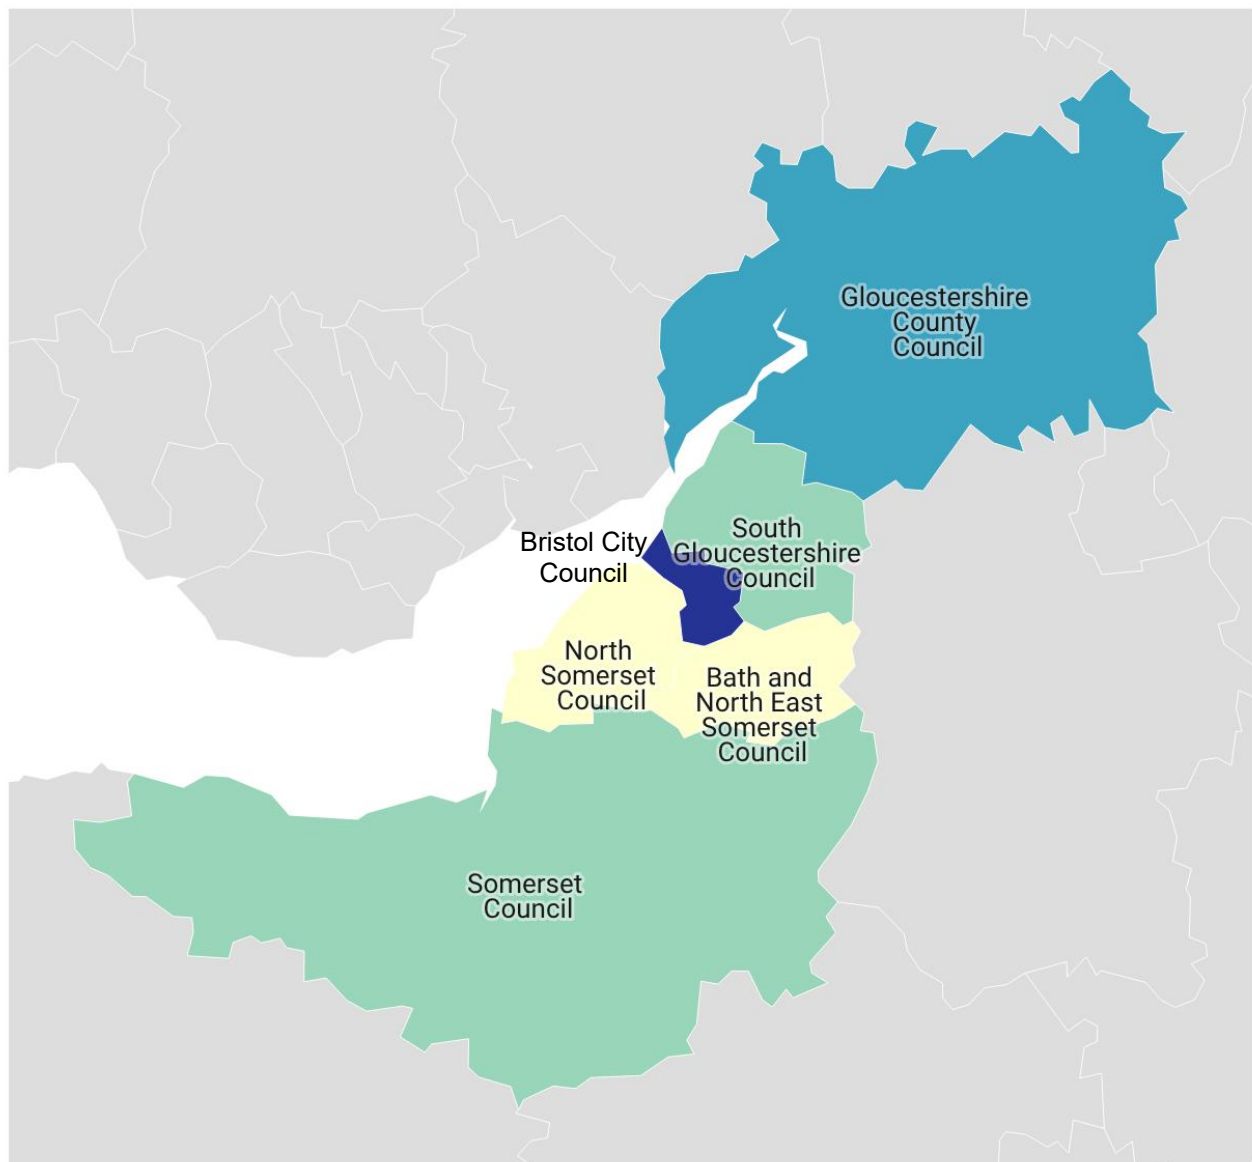 Gloucestershire
County
Council
South
Gloucestershire
Council
Bristol City
Council
North
Somerset
Council
Bath and
North East
Somerset
Council
Somerset
Council